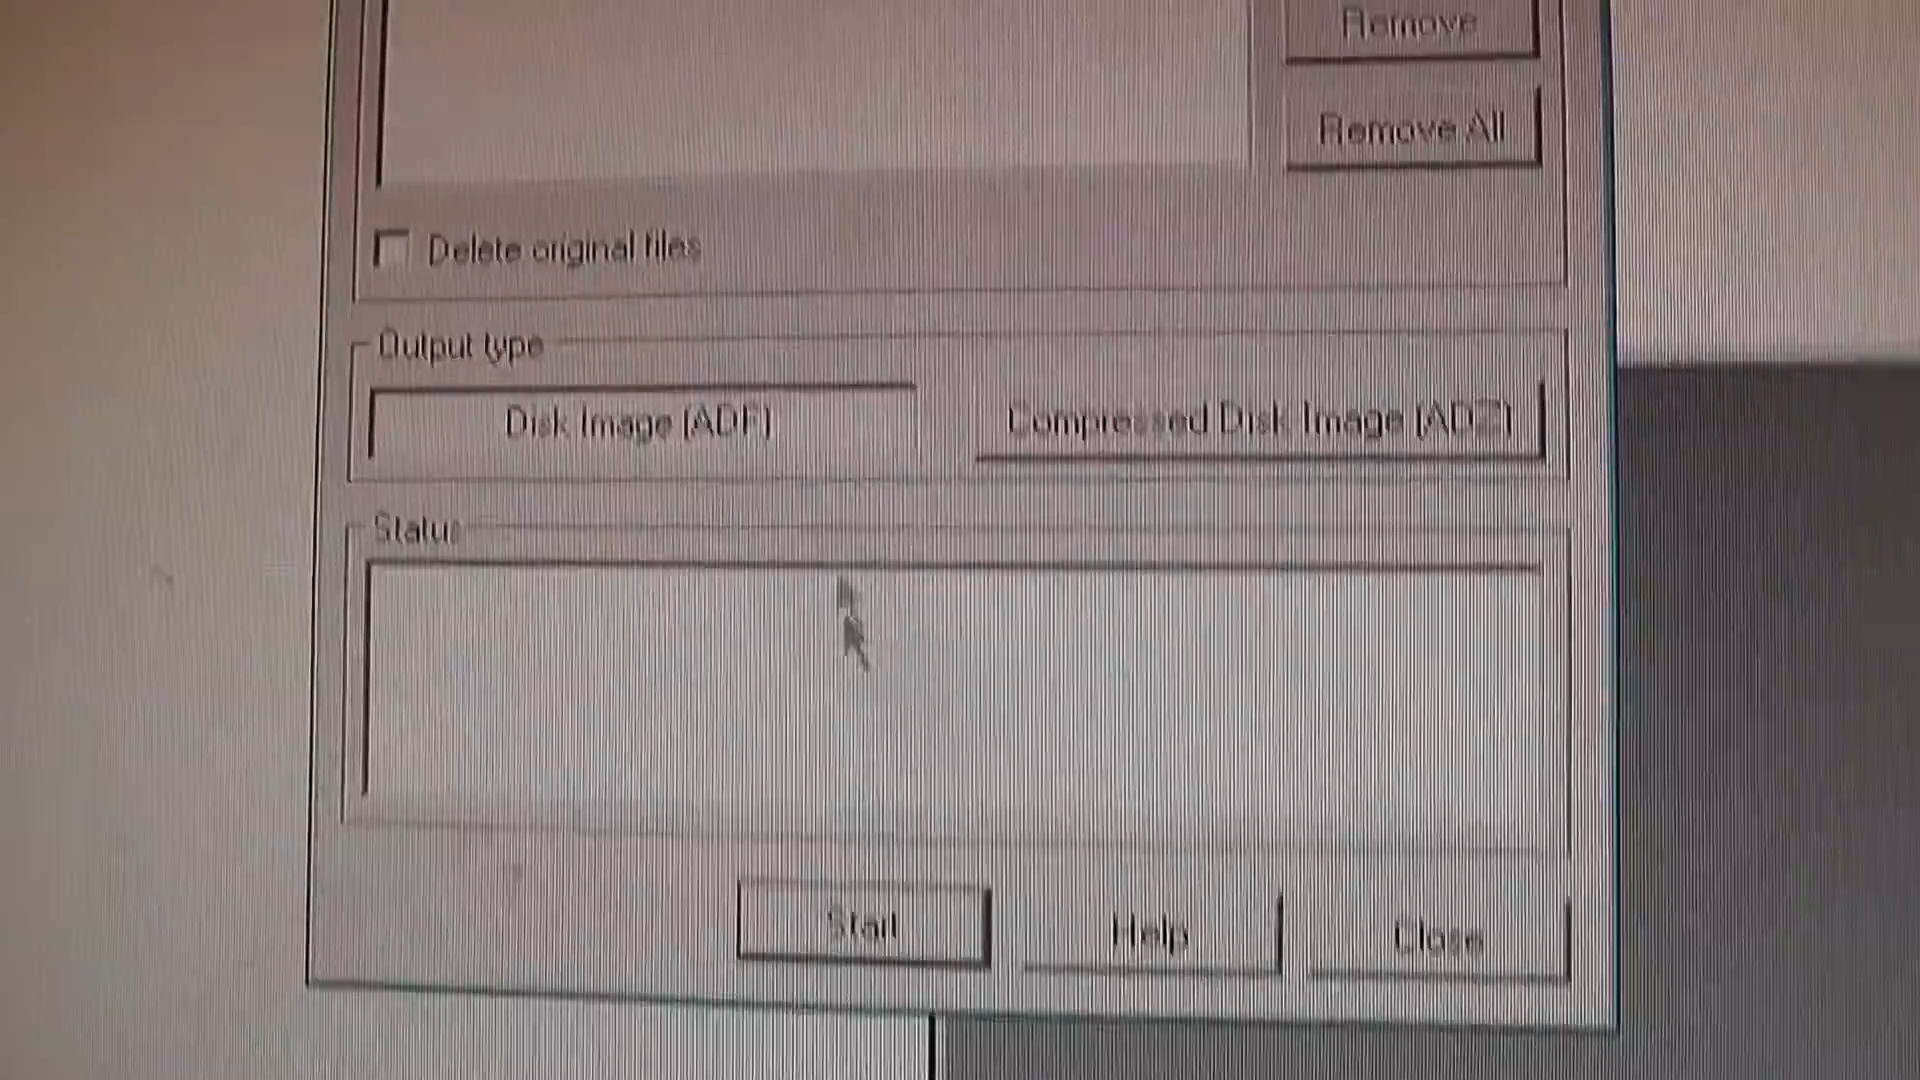 Remove
Remove All
Delete original files
Output type
Disk Image (ADF)
Compressed Disk Image (ADZ)
Status
Start
Help
Close